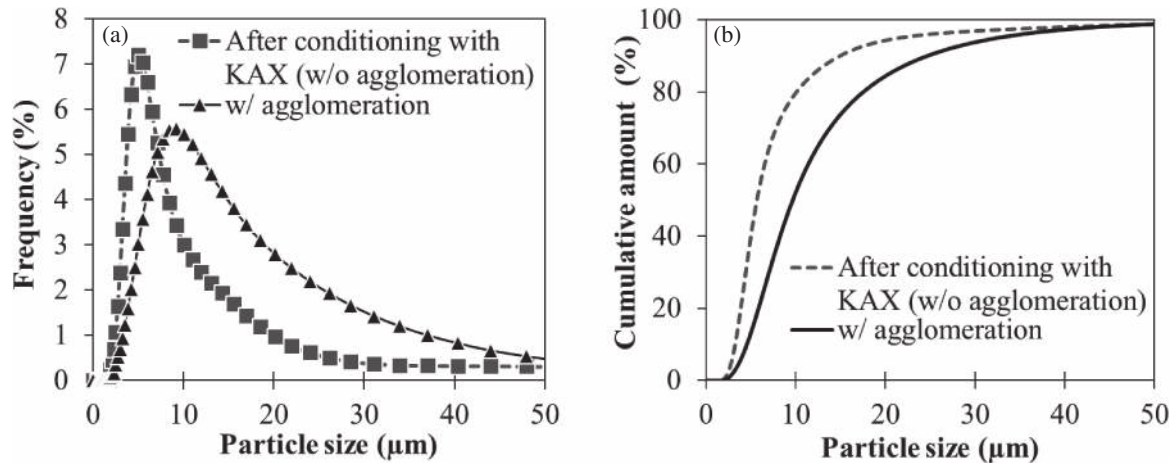 (a)
After conditioning with
KAX (w/o agglomeration)
w/ agglomeration
Frequency (%)
8
7
6
5
4
3
2
1
0
0 10 20 30 40 50
Particle size (µm)
(b)
After conditioning with
KAX (w/o agglomeration)
w/ agglomeration
Cumulative amount (%)
100
80
60
40
20
0
0 10 20 30 40 50
Particle size (µm)